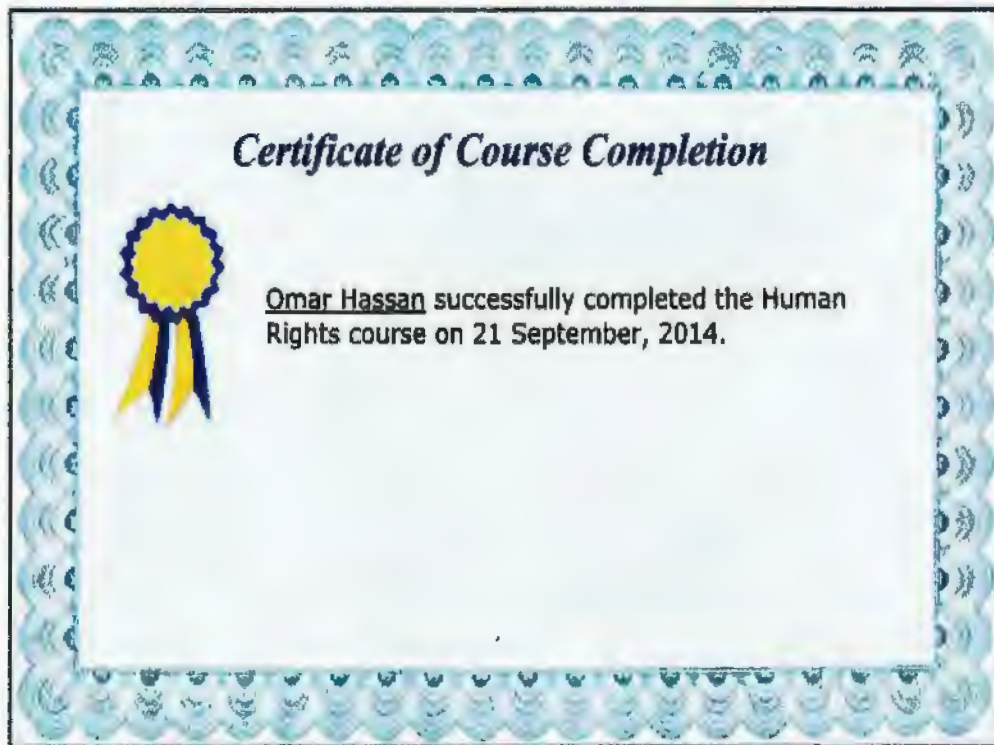 Certificate of Course Completion
Omar Hassan successfully completed the Human
Rights course on 21 September, 2014.